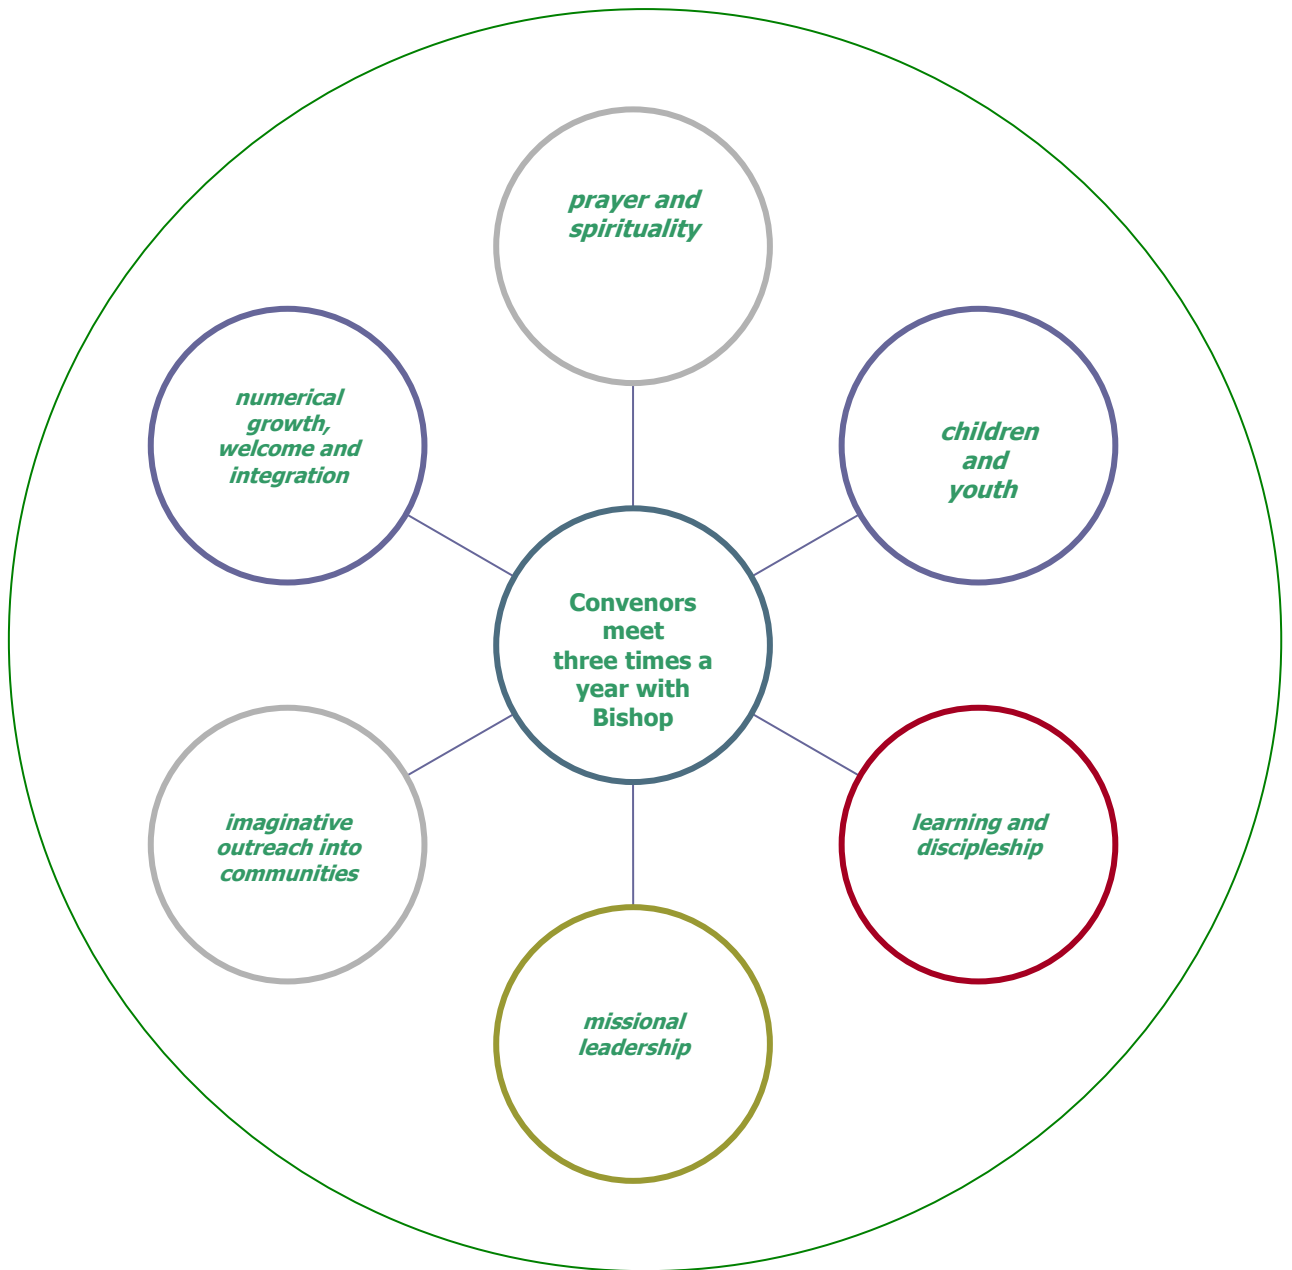 prayer and
spirituality
numerical
growth,
welcome and
integration
children
and
youth
Convenors
meet
three times a
year with
Bishop
imaginative
outreach into
communities
learning and
discipleship
missional
leadership